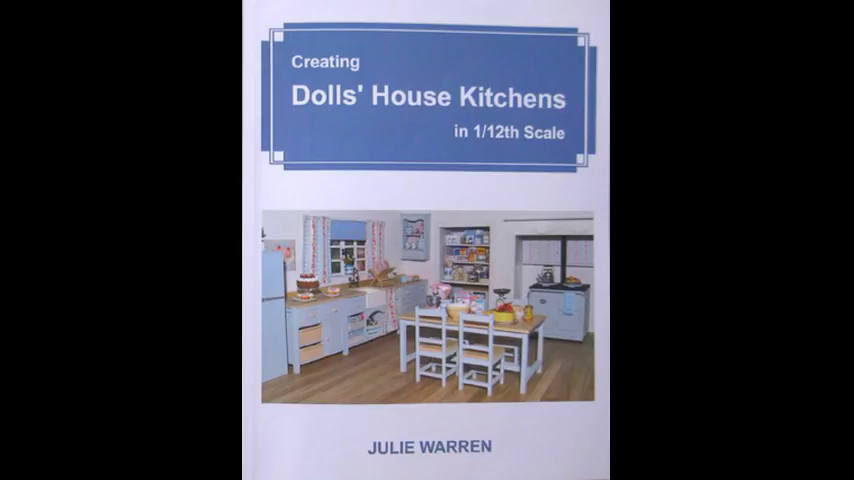 Creating
Dolls' House Kitchens
in 1/12th Scale
JULIE WARREN